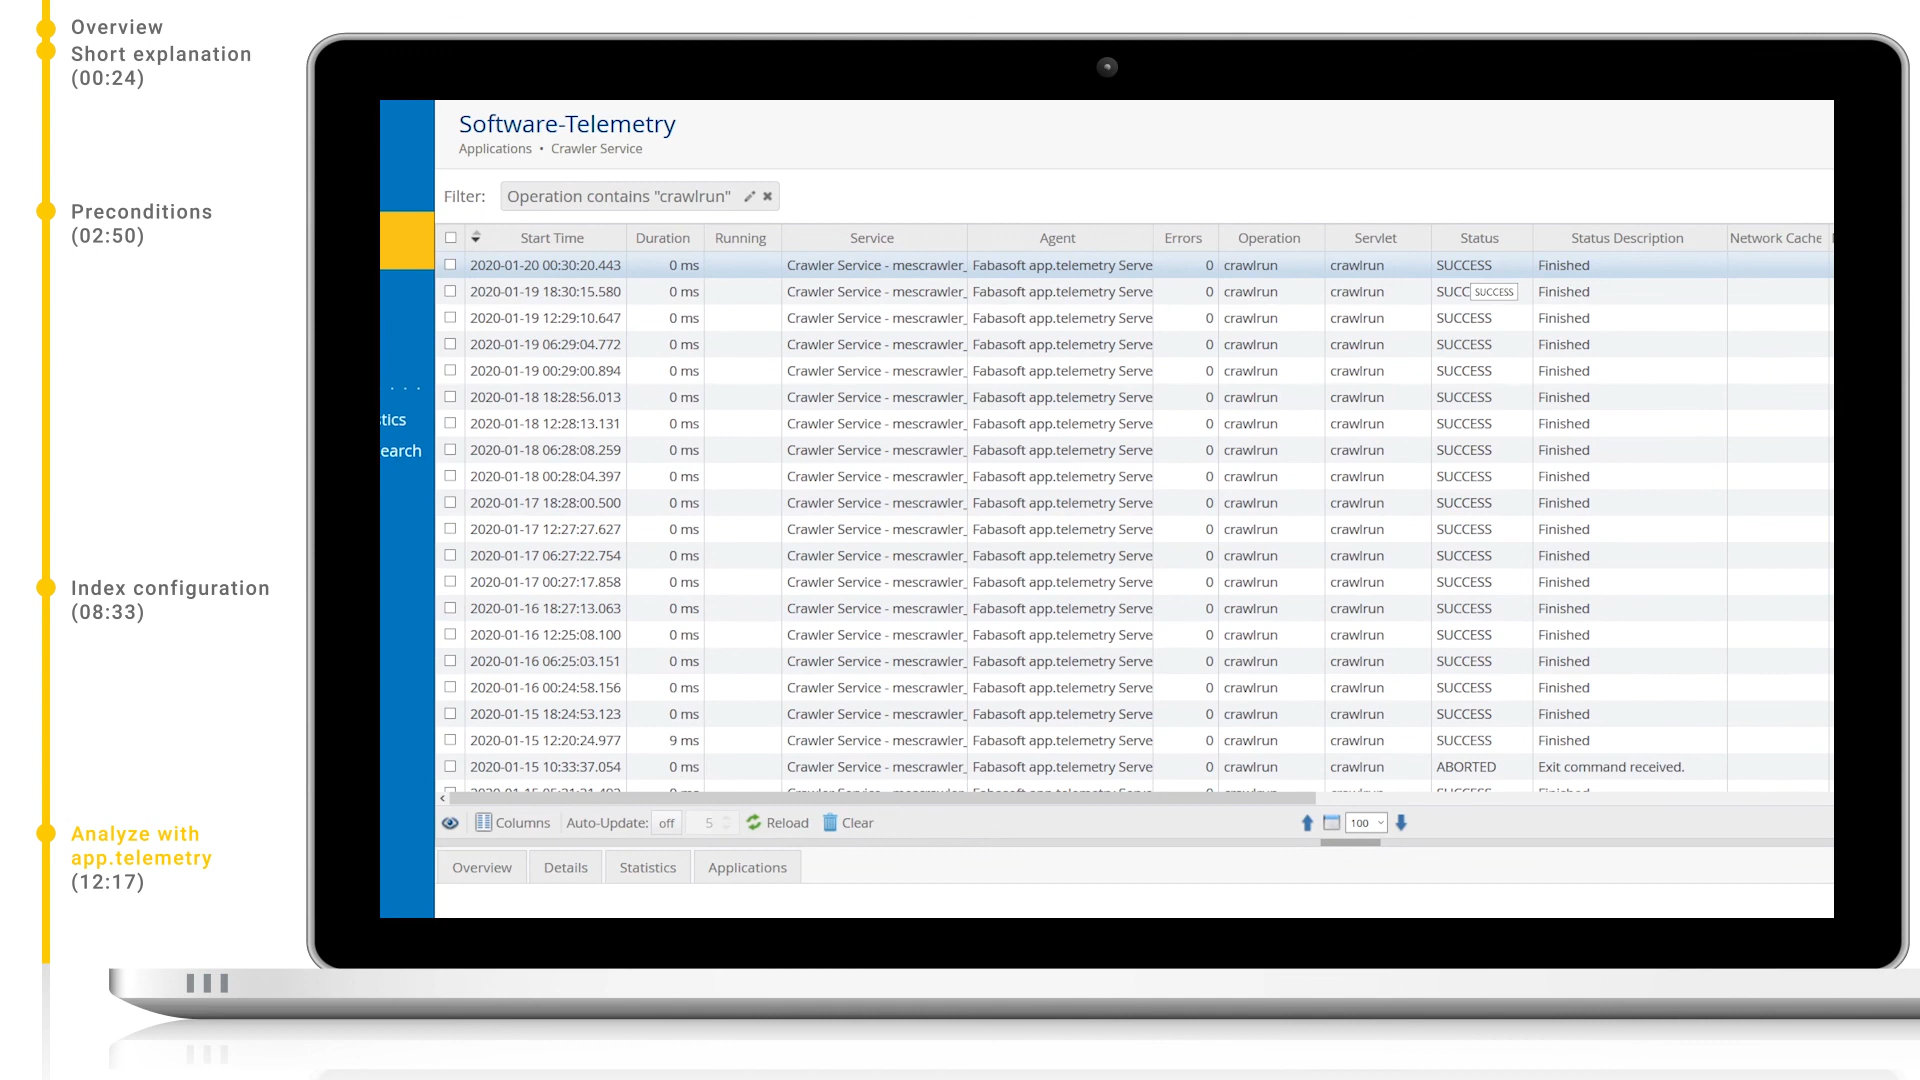 Overview
Short explanation
(00:24)
Preconditions
(02:50)
Index configuration
(08:33)
Analyze with
app.telemetry
(12:17)
tics
earch
Software-Telemetry
Applications • Crawler Service
Filter: Operation contains "crawlrun"
Start Time Duration Running Service Agent Errors Operation Servlet Status Status Description Network Cache
2020-01-20 00:30:20.443 0 ms Crawler Service - mescrawler_ Fabasoft app.telemetry Serve 0 crawlrun crawlrun SUCCESS Finished
2020-01-19 18:30:15.580 0 ms Crawler Service - mescrawler_ Fabasoft app.telemetry Serve 0 crawlrun crawlrun SUCC SUCCESS Finished
2020-01-19 12:29:10.647 0 ms Crawler Service - mescrawler_ Fabasoft app.telemetry Serve 0 crawlrun crawlrun SUCCESS Finished
2020-01-19 06:29:04.772 0 ms Crawler Service - mescrawler_ Fabasoft app.telemetry Serve 0 crawlrun crawlrun SUCCESS Finished
2020-01-19 00:29:00.894 0 ms Crawler Service - mescrawler_ Fabasoft app.telemetry Serve 0 crawlrun crawlrun SUCCESS Finished
2020-01-18 18:28:56.013 0 ms Crawler Service - mescrawler_ Fabasoft app.telemetry Serve 0 crawlrun crawlrun SUCCESS Finished
2020-01-18 12:28:13.131 0 ms Crawler Service - mescrawler_ Fabasoft app.telemetry Serve 0 crawlrun crawlrun SUCCESS Finished
2020-01-18 06:28:08.259 0 ms Crawler Service - mescrawler_ Fabasoft app.telemetry Serve 0 crawlrun crawlrun SUCCESS Finished
2020-01-18 00:28:04.397 0 ms Crawler Service - mescrawler_ Fabasoft app.telemetry Serve 0 crawlrun crawlrun SUCCESS Finished
2020-01-17 18:28:00.500 0 ms Crawler Service - mescrawler_ Fabasoft app.telemetry Serve 0 crawlrun crawlrun SUCCESS Finished
2020-01-17 12:27:27.627 0 ms Crawler Service - mescrawler_ Fabasoft app.telemetry Serve 0 crawlrun crawlrun SUCCESS Finished
2020-01-17 06:27:22.754 0 ms Crawler Service - mescrawler_ Fabasoft app.telemetry Serve 0 crawlrun crawlrun SUCCESS Finished
2020-01-17 00:27:17.858 0 ms Crawler Service - mescrawler_ Fabasoft app.telemetry Serve 0 crawlrun crawlrun SUCCESS Finished
2020-01-16 18:27:13.063 0 ms Crawler Service - mescrawler_ Fabasoft app.telemetry Serve 0 crawlrun crawlrun SUCCESS Finished
2020-01-16 12:25:08.100 0 ms Crawler Service - mescrawler_ Fabasoft app.telemetry Serve 0 crawlrun crawlrun SUCCESS Finished
2020-01-16 06:25:03.151 0 ms Crawler Service - mescrawler_ Fabasoft app.telemetry Serve 0 crawlrun crawlrun SUCCESS Finished
2020-01-16 00:24:58.156 0 ms Crawler Service - mescrawler_ Fabasoft app.telemetry Serve 0 crawlrun crawlrun SUCCESS Finished
2020-01-15 18:24:53.123 0 ms Crawler Service - mescrawler_ Fabasoft app.telemetry Serve 0 crawlrun crawlrun SUCCESS Finished
2020-01-15 12:20:24.977 9 ms Crawler Service - mescrawler_ Fabasoft app.telemetry Serve 0 crawlrun crawlrun SUCCESS Finished
2020-01-15 10:33:37.054 0 ms Crawler Service - mescrawler_ Fabasoft app.telemetry Serve 0 crawlrun crawlrun ABORTED Exit command received.
Columns Auto-Update: off 5 Reload Clear 100
Overview Details Statistics Applications